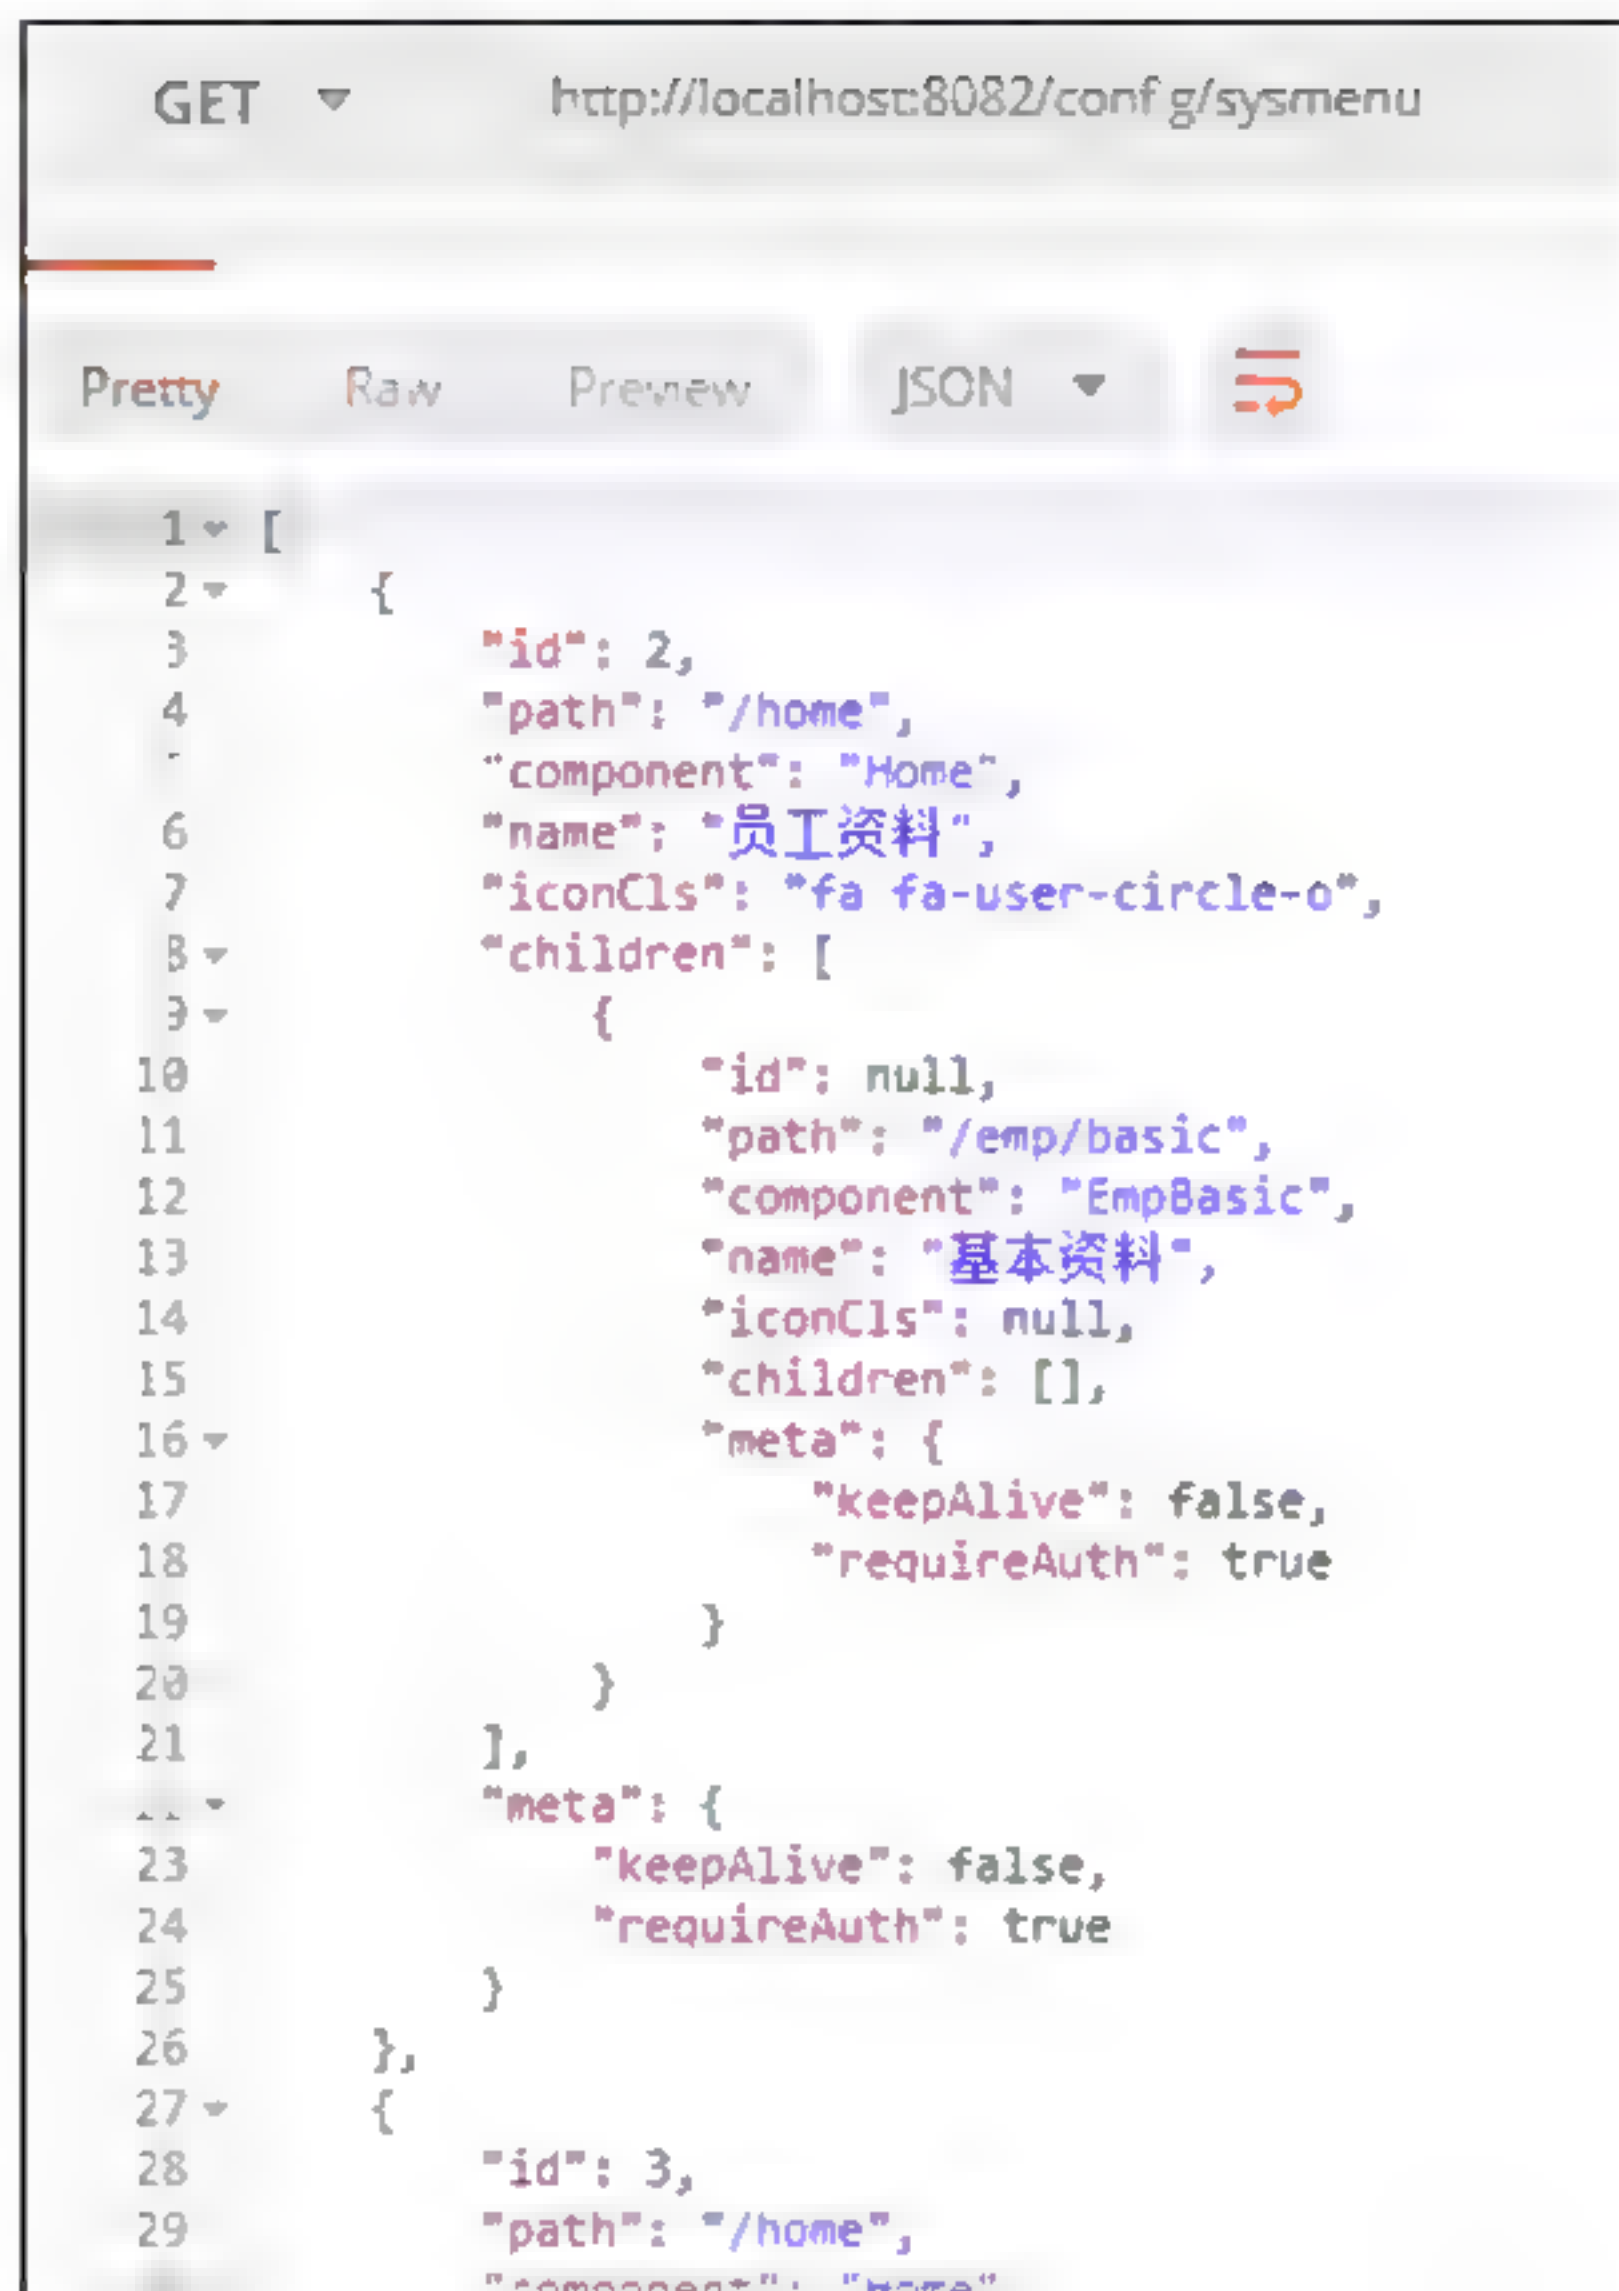 GET http://localhost:8082/conf g/sysmenu
Pretty Raw Preview JSON
1 [
2 {
3 "id": 2,
4 "path": "/home",
"component": "Home",
6 "name": "员工资料",
7 "iconCls": "fa fa-user-circle-o",
8 "children": [
9 {
10 "id": null,
11 "path": "/emp/basic",
12 "component": "EmpBasic",
13 "name": "基本资料",
14 "iconCls": null,
15 "children": [],
16 "meta": {
17 "keepAlive": false,
18 "requireAuth": true
19 }
20 }
21 ],
"meta": {
23 "keepAlive": false,
24 "requireAuth": true
25 }
26 },
27 {
28 "id": 3,
29 "path": "/home",